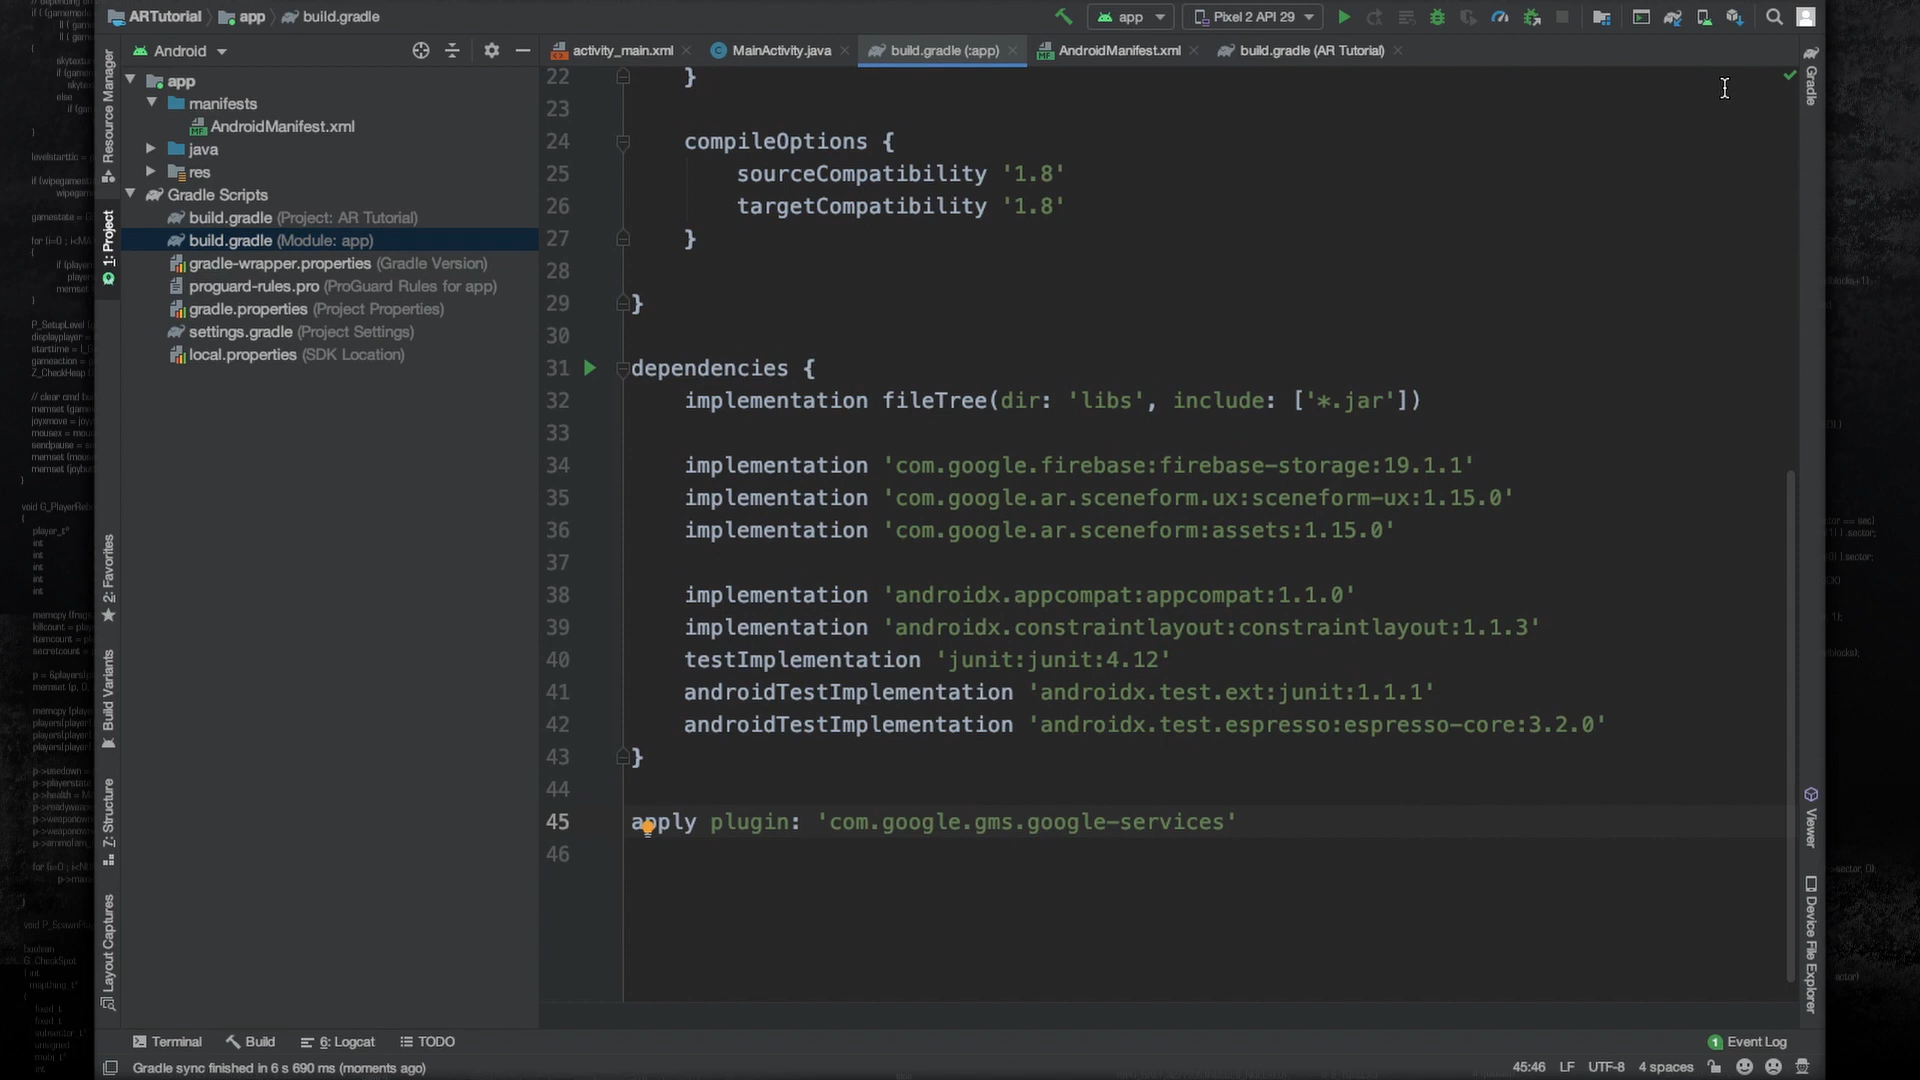 ARTutorial app build.gradle
app Pixel 2 API 29
Android
activity_main.xml MainActivity.java build.gradle (:app) AndroidManifest.xml build.gradle (AR Tutorial)
app
manifests
AndroidManifest.xml
java
res
Gradle Scripts
build.gradle (Project: AR Tutorial)
build.gradle (Module: app)
gradle-wrapper.properties (Gradle Version)
proguard-rules.pro (ProGuard Rules for app)
gradle.properties (Project Properties)
settings.gradle (Project Settings)
local.properties (SDK Location)
Resource Manager
1: Project
2: Favorites
Build Variants
Z: Structure
Layout Captures
22 }
23
24 compileOptions {
25 sourceCompatibility '1.8'
26 targetCompatibility '1.8'
27 }
28
29 }
30
31 dependencies {
32 implementation fileTree(dir: 'libs', include: ['*.jar'])
33
34 implementation 'com.google.firebase:firebase-storage:19.1.1'
35 implementation 'com.google.ar.sceneform.ux:sceneform-ux:1.15.0'
36 implementation 'com.google.ar.sceneform:assets:1.15.0'
37
38 implementation 'androidx.appcompat:appcompat:1.1.0'
39 implementation 'androidx.constraintlayout:constraintlayout:1.1.3'
40 testImplementation 'junit:junit:4.12'
41 androidTestImplementation 'androidx.test.ext:junit:1.1.1'
42 androidTestImplementation 'androidx.test.espresso:espresso-core:3.2.0'
43 }
44
45 apply plugin: 'com.google.gms.google-services'
46
Gradle
Viewer
Device File Explorer
Terminal Build 6: Logcat TODO 1 Event Log
Gradle sync finished in 6 s 690 ms (moments ago) 45:46 LF UTF-8 4 spaces